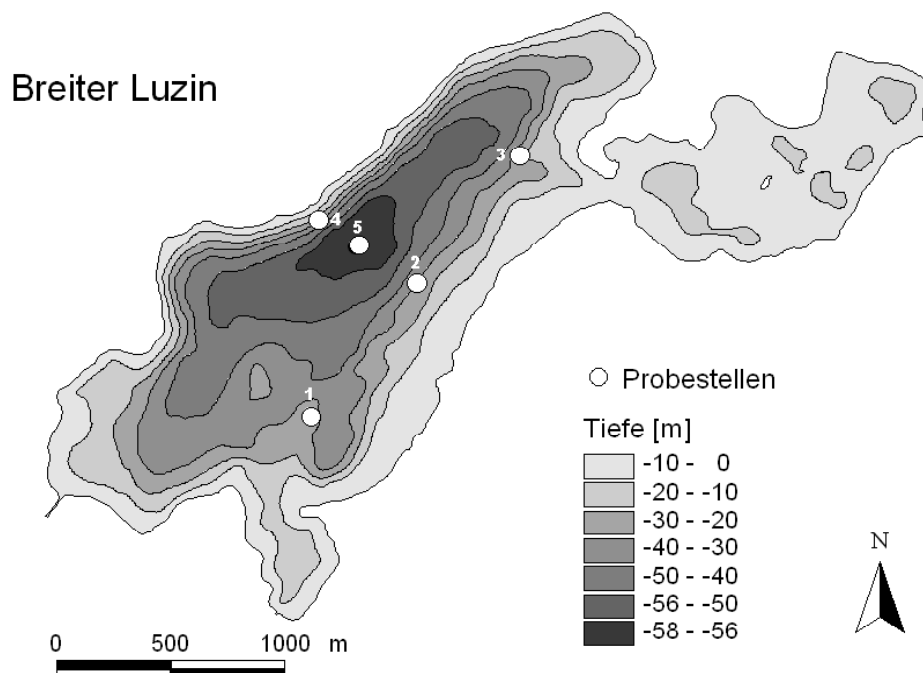 Breiter Luzin
3
4
5
2
1
Probestellen
Tiefe [m]
-10 - 0
-20 - -10
-30 - -20
-40 - -30
-50 - -40
-56 - -50
-58 - -56
N
0 500 1000 m